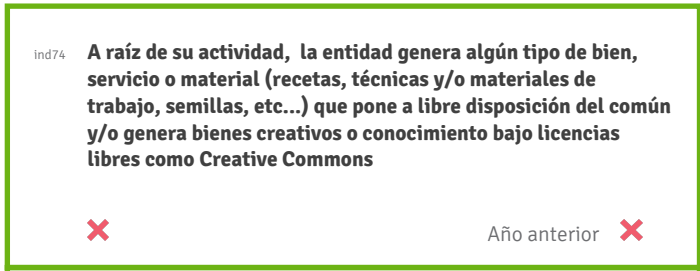 ind74 A raíz de su actividad, la entidad genera algún tipo de bien,
servicio o material (recetas, técnicas y/o materiales de
trabajo, semillas, etc...) que pone a libre disposición del común
y/o genera bienes creativos o conocimiento bajo licencias
libres como Creative Commons
Año anterior